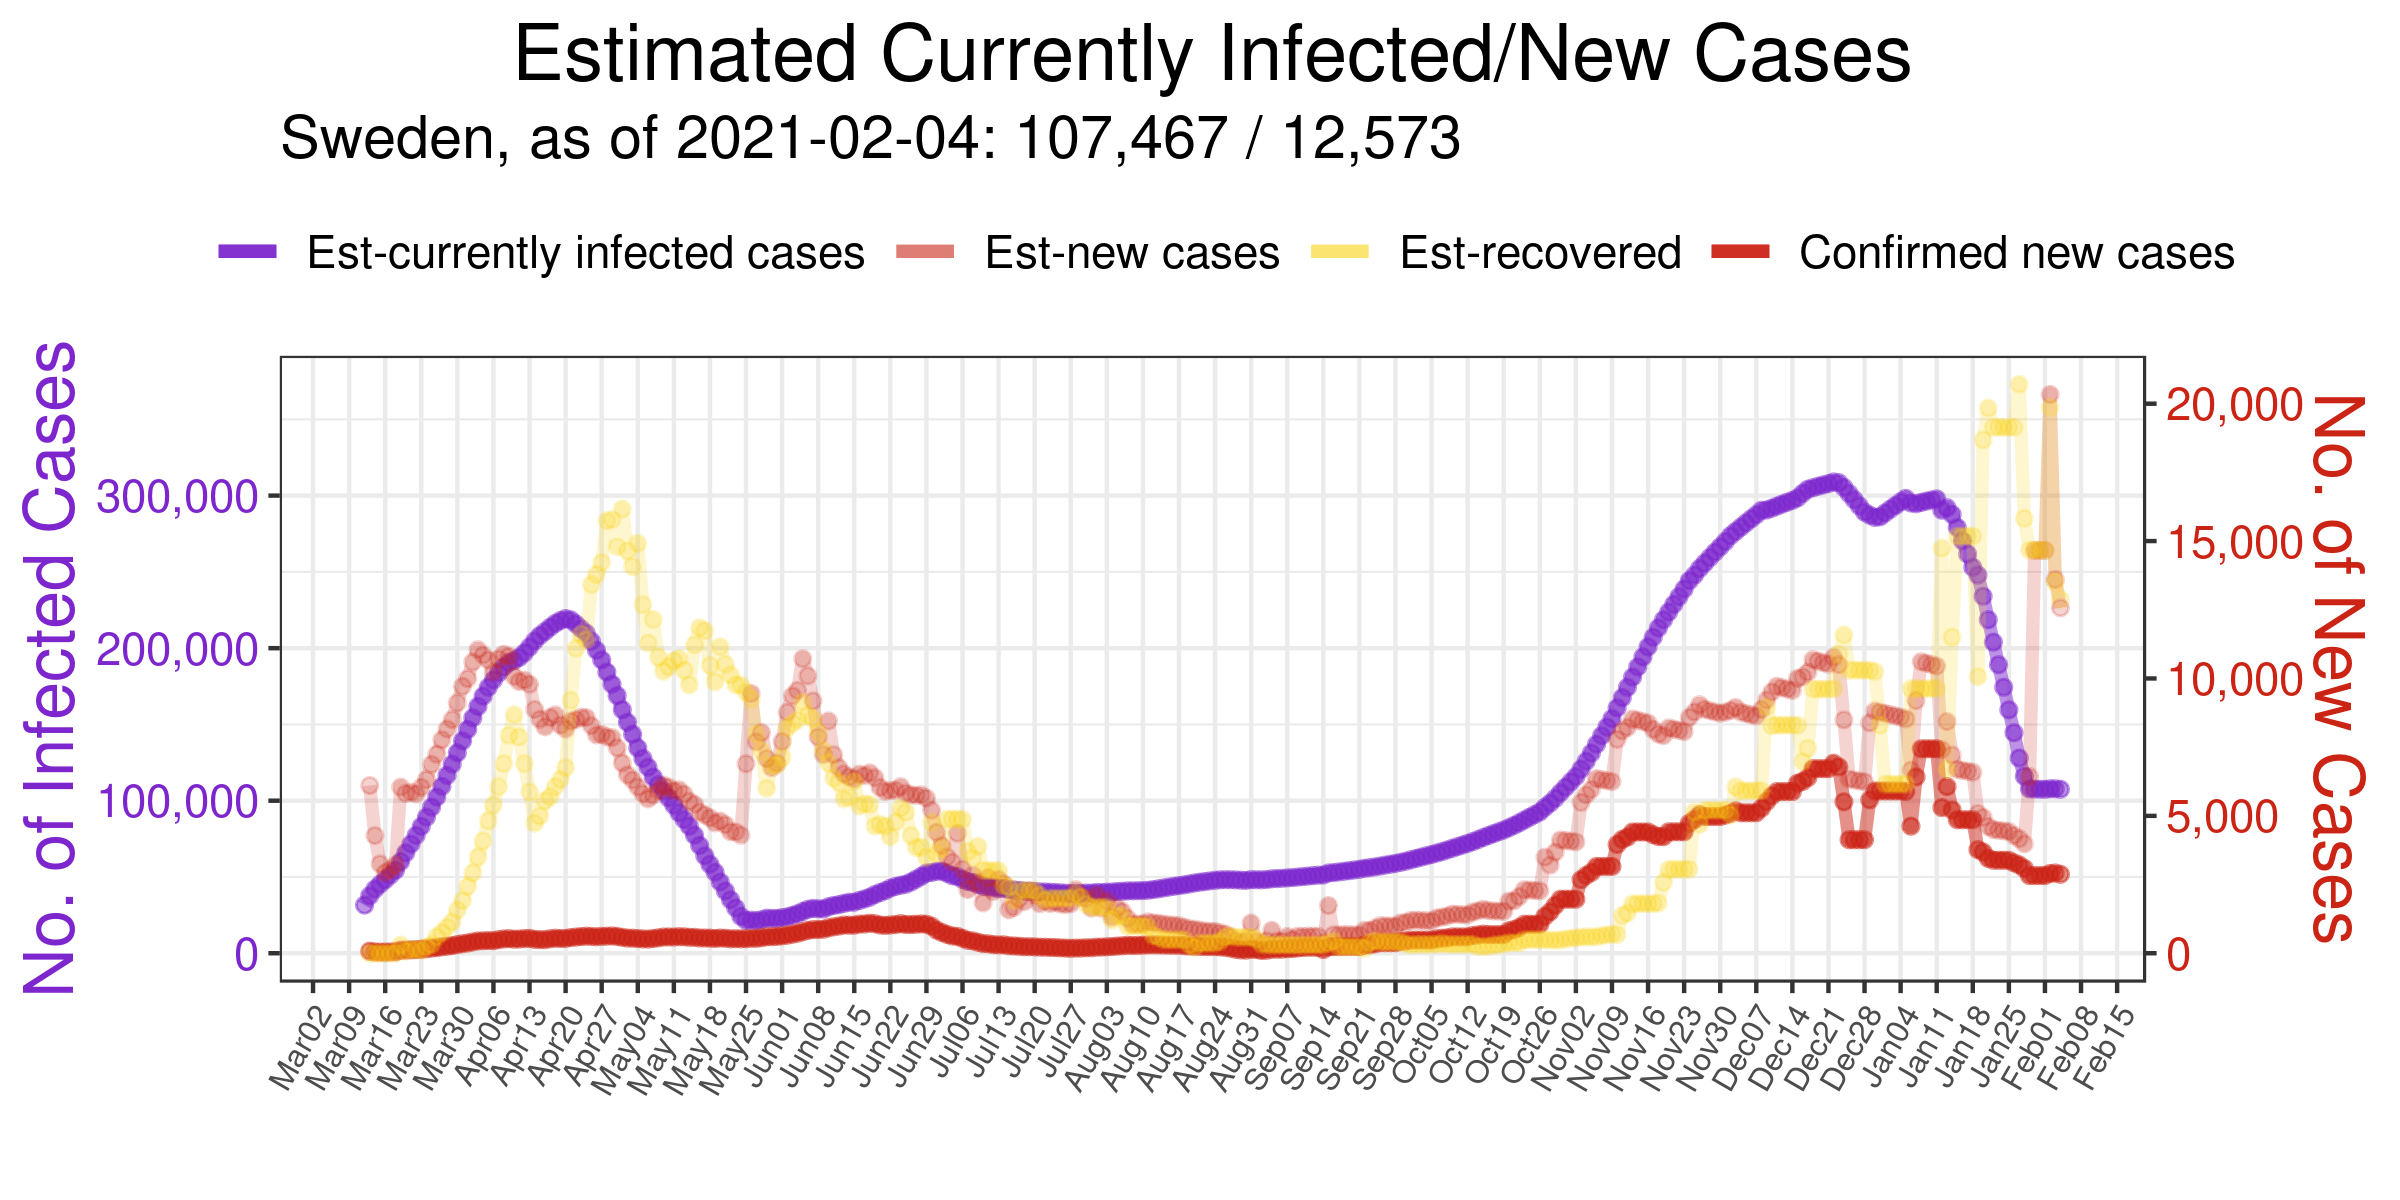 Estimated Currently Infected/New Cases
Sweden, as of 2021-02-04: 107,467 / 12,573
Est-currently infected cases Est-new cases Est-recovered Confirmed new cases
No. of Infected Cases
300,000
200,000
100,000
0
20,000
15,000
10,000
5,000
0
No. of New Cases
Mar02 Mar09 Mar16 Mar23 Mar30 Apr06 Apr13 Apr20 Apr27 May04 May11 May18 May25 Jun01 Jun08 Jun15 Jun22 Jun29 Jul06 Jul13 Jul20 Jul27 Aug03 Aug10 Aug17 Aug24 Aug31 Sep07 Sep14 Sep21 Sep28 Oct05 Oct12 Oct19 Oct26 Nov02 Nov09 Nov16 Nov23 Nov30 Dec07 Dec14 Dec21 Dec28 Jan04 Jan11 Jan18 Jan25 Feb01 Feb08 Feb15